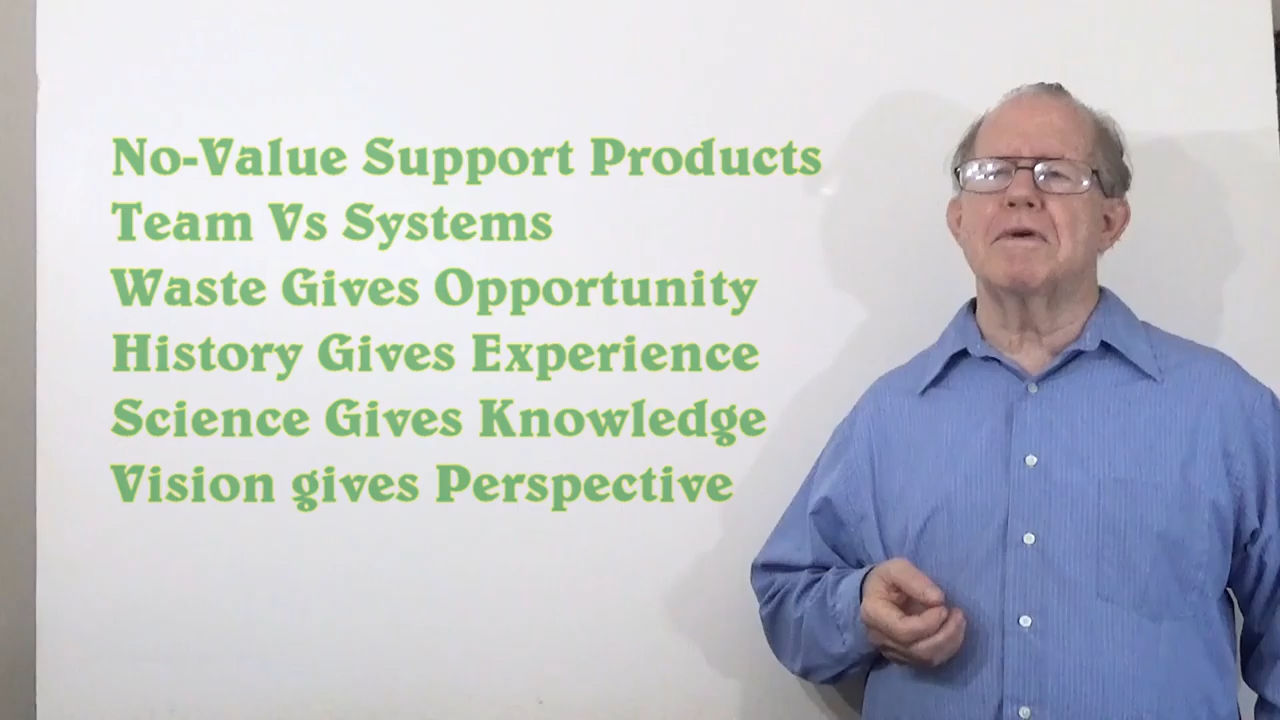 No-Value Support Products
Team Vs Systems
Waste Gives Opportunity
History Gives Experience
Science Gives Knowledge
Vision gives Perspective